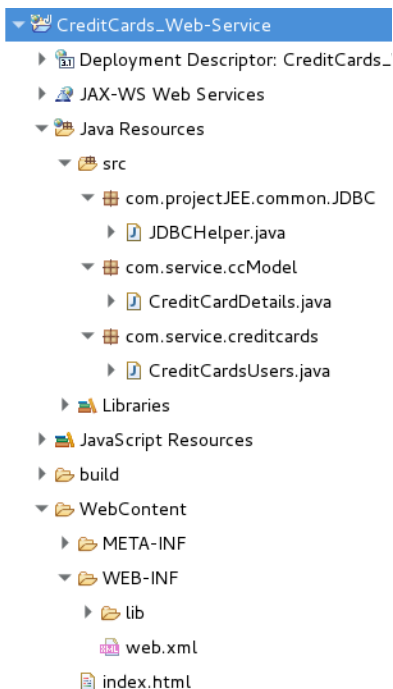 CreditCards_Web-Service
Deployment Descriptor: CreditCards_
JAX-WS Web Services
Java Resources
src
com.projectJEE.common.JDBC
JDBCHelper.java
com.service.ccModel
CreditCardDetails.java
com.service.creditcards
CreditCardsUsers.java
Libraries
JavaScript Resources
build
WebContent
META-INF
WEB-INF
lib
web.xml
index.html